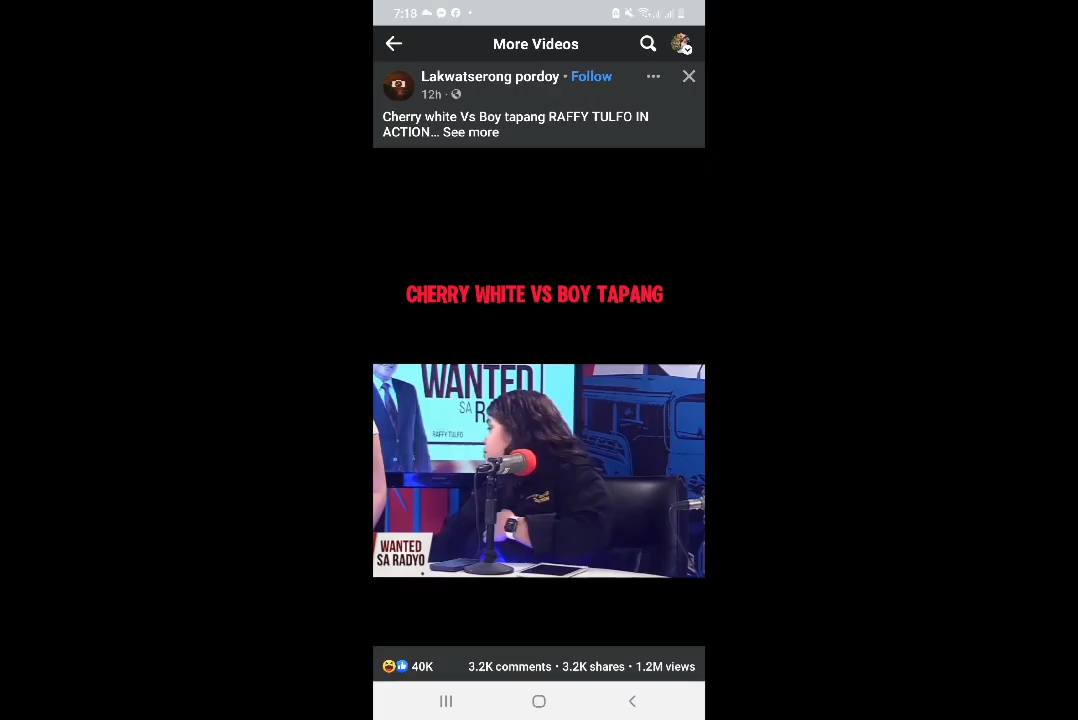 7:18
More Videos
Lakwatserong pordoy • Follow
12h ·
Cherry white Vs Boy tapang RAFFY TULFO IN
ACTION... See more
CHERRY WHITE VS BOY TAPANG
WANTED
SA R
RAFFY TULFO
WANTED
SA RADYO
40K
3.2K comments • 3.2K shares • 1.2M views